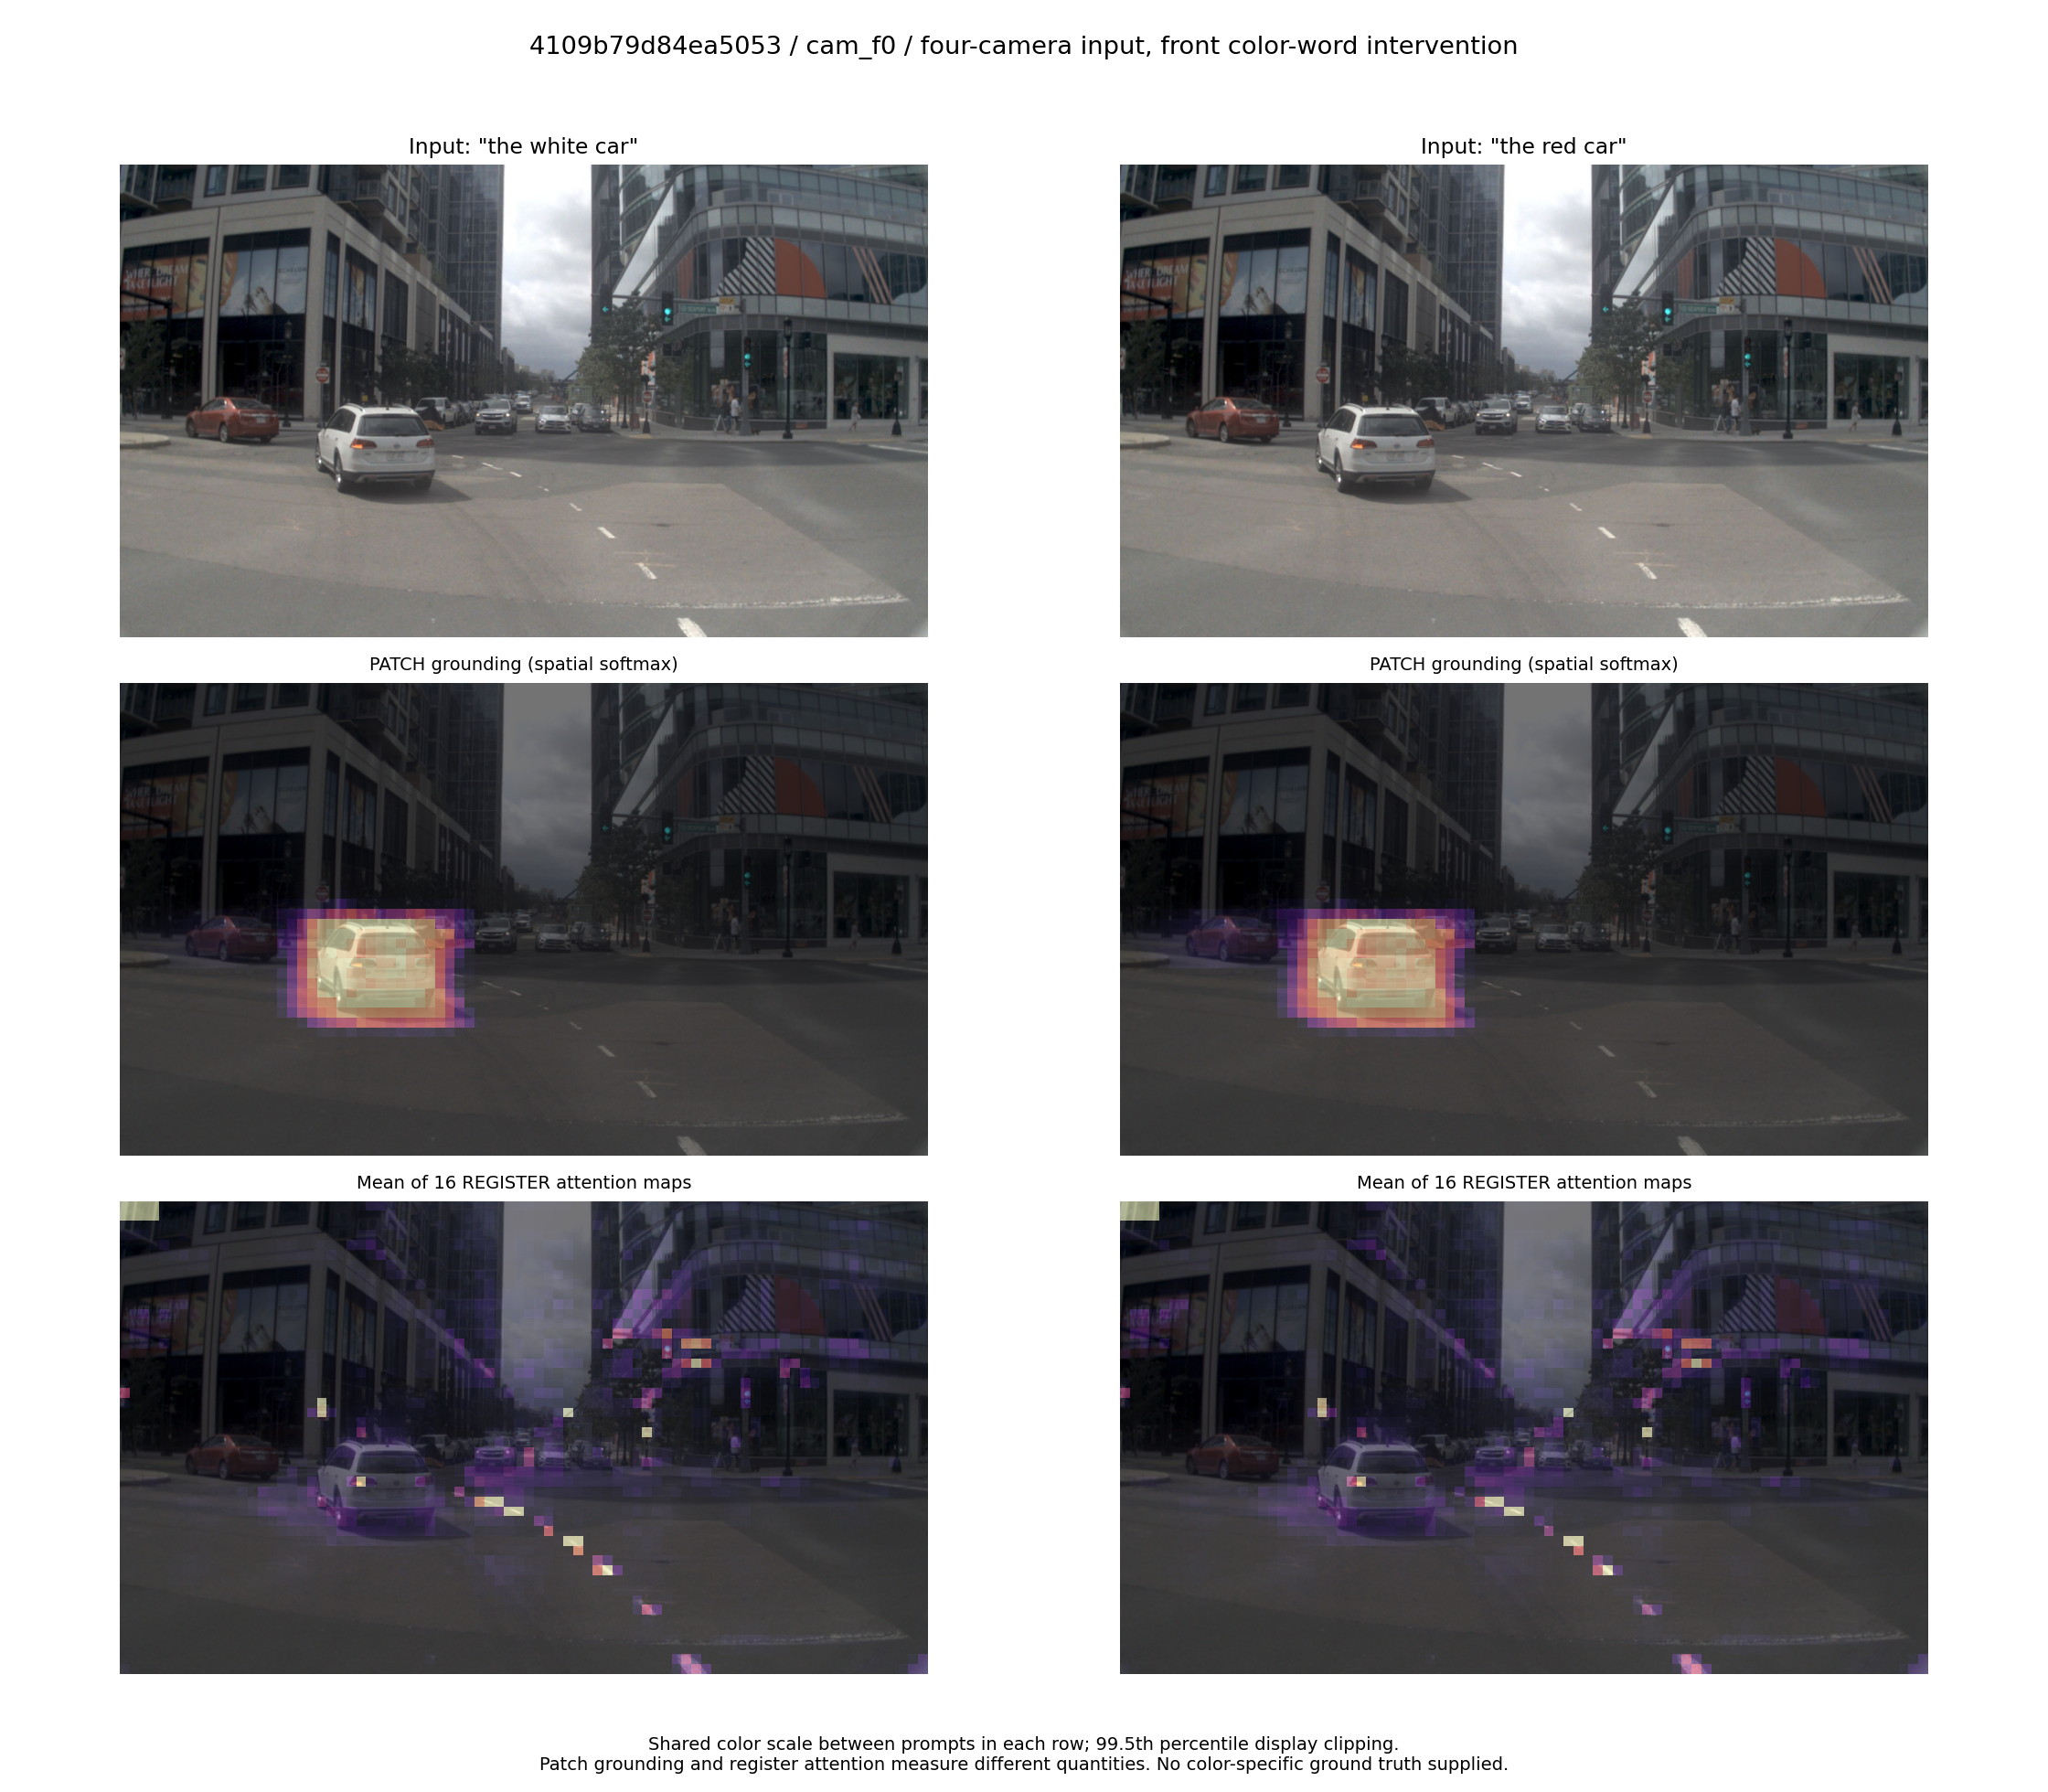 4109b79d84ea5053 / cam_f0 / four-camera input, front color-word intervention
Input: "the white car"
Input: "the red car"
PATCH grounding (spatial softmax)
PATCH grounding (spatial softmax)
Mean of 16 REGISTER attention maps
Mean of 16 REGISTER attention maps
Shared color scale between prompts in each row; 99.5th percentile display clipping.
Patch grounding and register attention measure different quantities. No color-specific ground truth supplied.